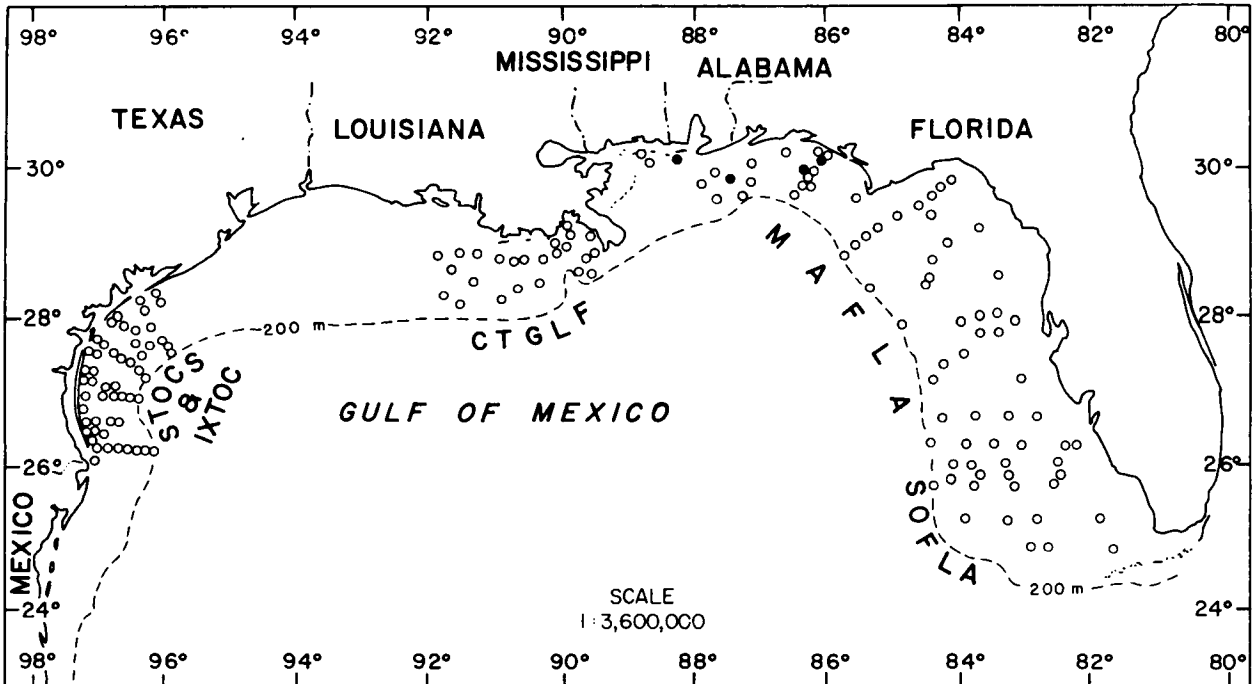 98° 96° 94° 92° 90° 88° 86° 84° 82° 80°
MISSISSIPPI
ALABAMA
TEXAS
LOUISIANA
FLORIDA
30° 30°
MAFLA
28° 28°
200 m
CTGLF
STOCS
&
IXTOC
GULF OF MEXICO
26° 26°
SOFLA
MEXICO
200 m
SCALE
1:3,600,000
24° 24°
98° 96° 94° 92° 90° 88° 86° 84° 82° 80°